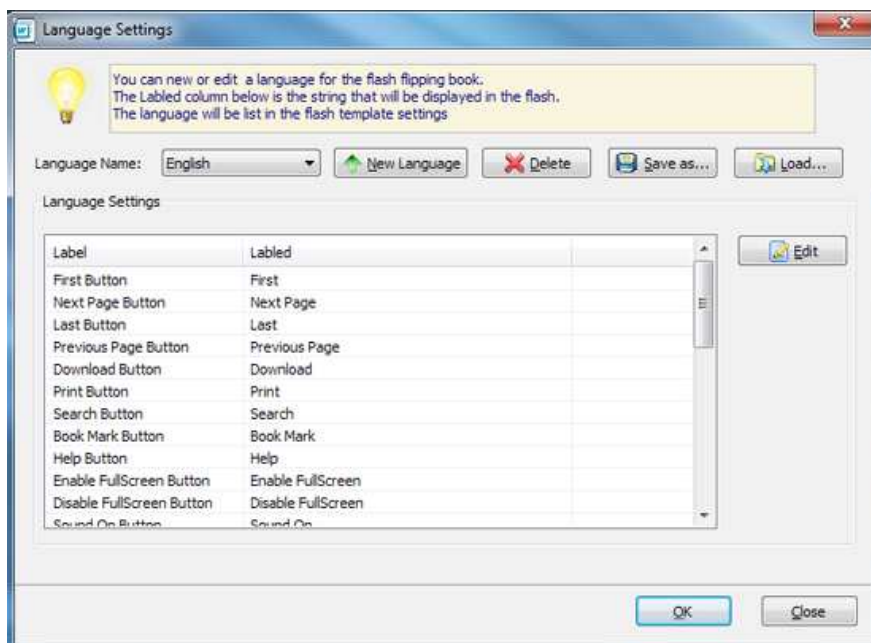 Language Settings
You can new or edit a language for the flash flipping book.
The Labled column below is the string that will be displayed in the flash.
The language will be list in the flash template settings
Language Name: English New Language Delete Save as... Load...
Language Settings
Label Labled Edit
First Button First
Next Page Button Next Page
Last Button Last
Previous Page Button Previous Page
Download Button Download
Print Button Print
Search Button Search
Book Mark Button Book Mark
Help Button Help
Enable FullScreen Button Enable FullScreen
Disable FullScreen Button Disable FullScreen
Sound On Button Sound On
OK Close